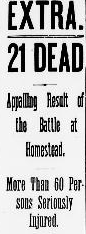 EXTRA.
21 DEAD
Appalling Result of
the Battle at
Homestead.
More Than 60 Per-
sons Seriously
Injured.